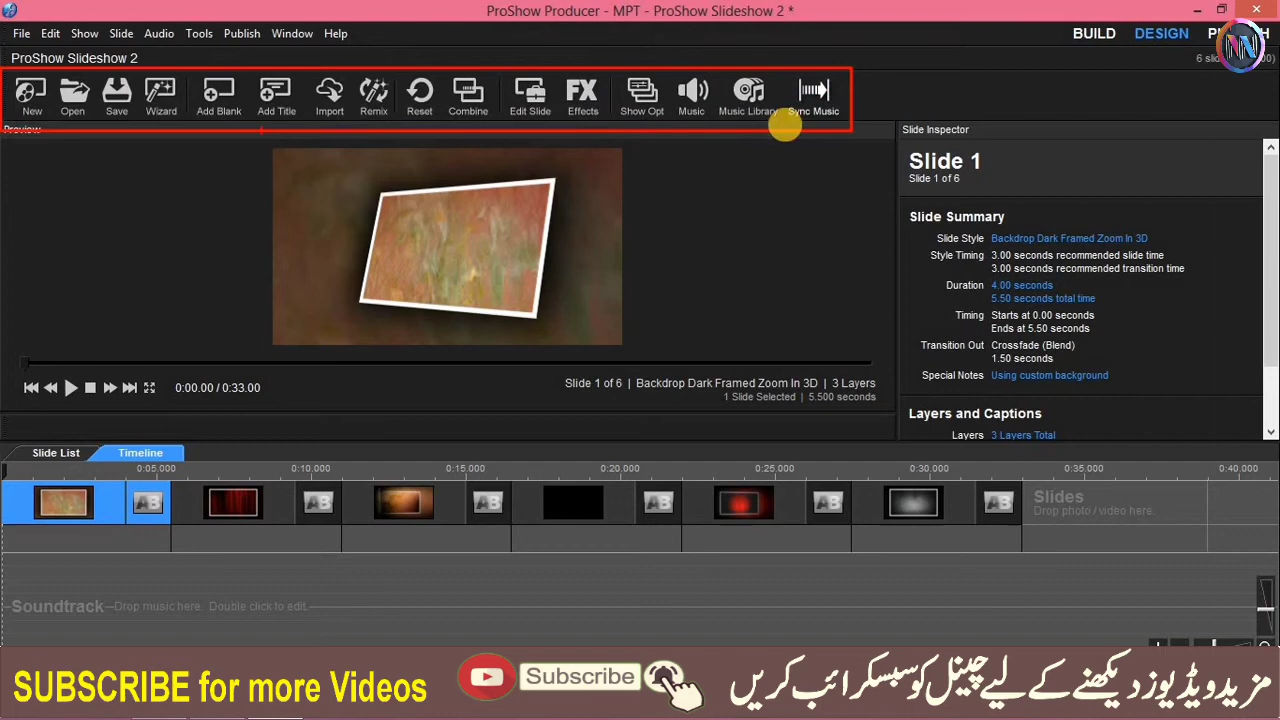 ProShow Producer - MPT - ProShow Slideshow 2 *
File Edit Show Slide Audio Tools Publish Window Help
BUILD DESIGN
ProShow Slideshow 2
New Open Save Wizard Add Blank Add Title Import Remix Reset Combine Edit Slide Effects Show Opt Music Music Library Sync Music
FX
Preview
Slide Inspector
Slide 1
Slide 1 of 6
Slide Summary
Slide Style Backdrop Dark Framed Zoom In 3D
Style Timing 3.00 seconds recommended slide time
3.00 seconds recommended transition time
Duration 4.00 seconds
5.50 seconds total time
Timing Starts at 0.00 seconds
Ends at 5.50 seconds
Transition Out Crossfade (Blend)
1.50 seconds
Special Notes Using custom background
Layers and Captions
Layers 3 Layers Total
0:00.00 / 0:33.00
Slide 1 of 6 | Backdrop Dark Framed Zoom In 3D | 3 Layers
1 Slide Selected | 5.500 seconds
Slide List Timeline
0:05.000 0:10.000 0:15.000 0:20.000 0:25.000 0:30.000 0:35.000 0:40.000
AB AB AB AB AB AB
Slides
Drop photo / video here.
Soundtrack Drop music here. Double click to edit.
SUBSCRIBE for more Videos
Subscribe
مزید ویڈیوز دیکھنے کے لیے چینل کو سبسکرائب کریں